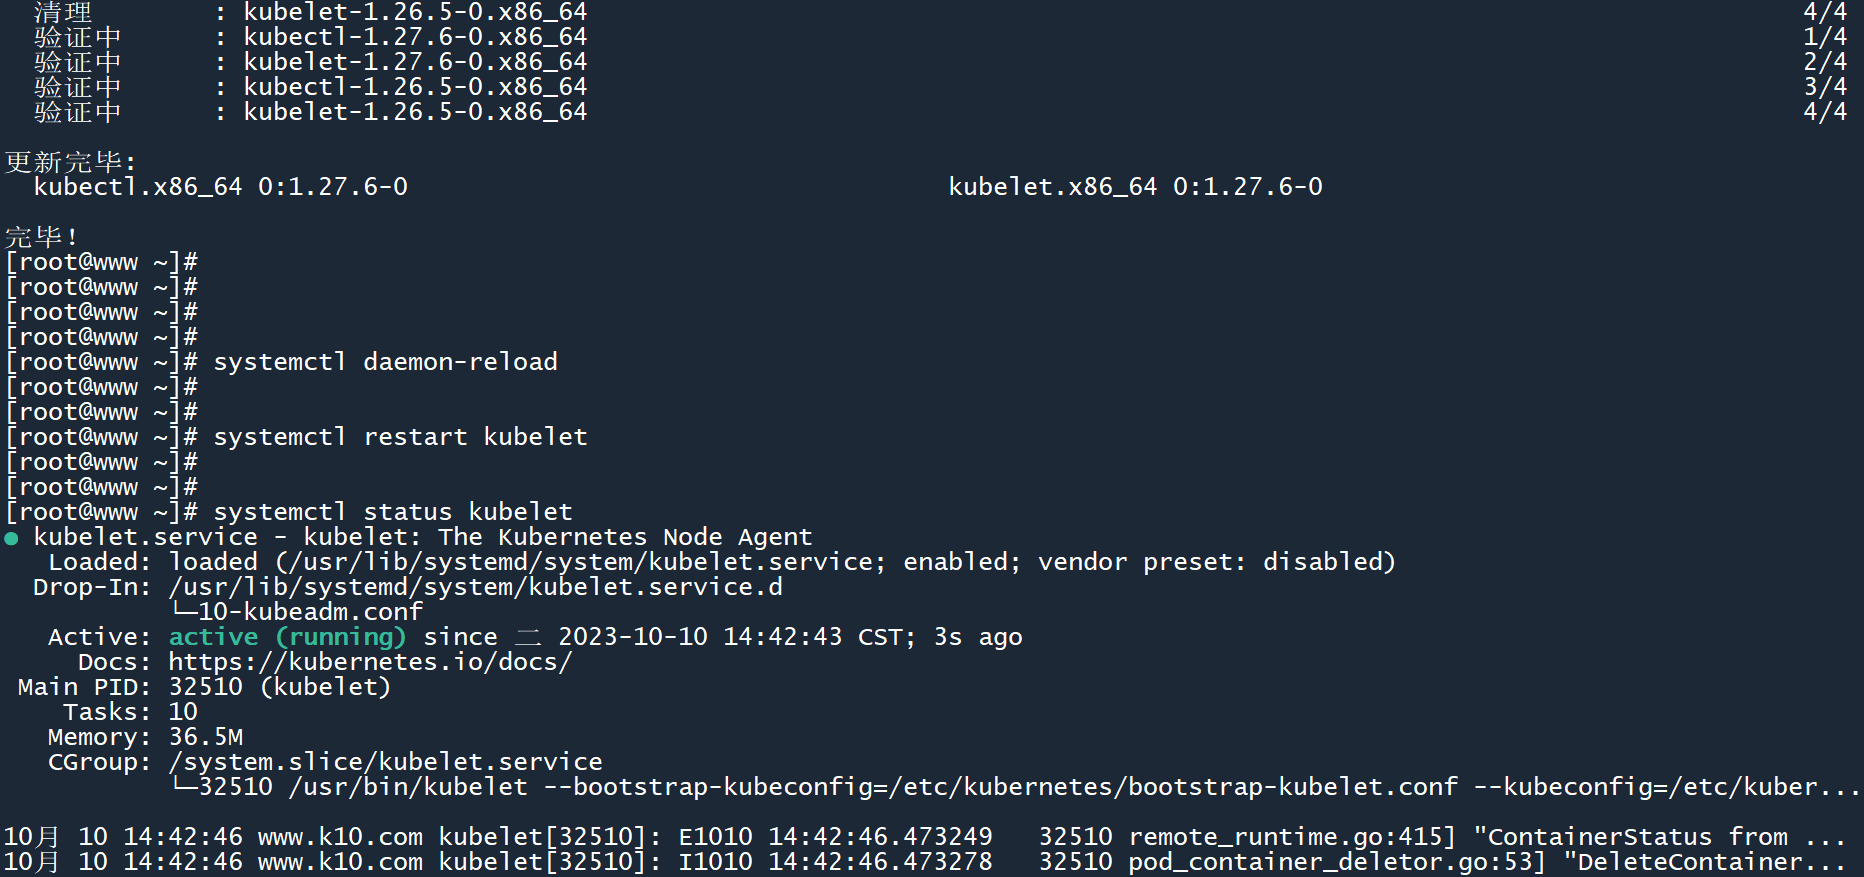 清理 : kubelet-1.26.5-0.x86_64 4/4
验证中 : kubectl-1.27.6-0.x86_64 1/4
验证中 : kubelet-1.27.6-0.x86_64 2/4
验证中 : kubectl-1.26.5-0.x86_64 3/4
验证中 : kubelet-1.26.5-0.x86_64 4/4
更新完毕:
kubectl.x86_64 0:1.27.6-0 kubelet.x86_64 0:1.27.6-0
完毕！
[root@www ~]#
[root@www ~]#
[root@www ~]#
[root@www ~]#
[root@www ~]# systemctl daemon-reload
[root@www ~]#
[root@www ~]#
[root@www ~]# systemctl restart kubelet
[root@www ~]#
[root@www ~]#
[root@www ~]# systemctl status kubelet
● kubelet.service - kubelet: The Kubernetes Node Agent
Loaded: loaded (/usr/lib/systemd/system/kubelet.service; enabled; vendor preset: disabled)
Drop-In: /usr/lib/systemd/system/kubelet.service.d
└─10-kubeadm.conf
Active: active (running) since 二 2023-10-10 14:42:43 CST; 3s ago
Docs: https://kubernetes.io/docs/
Main PID: 32510 (kubelet)
Tasks: 10
Memory: 36.5M
CGroup: /system.slice/kubelet.service
└─32510 /usr/bin/kubelet --bootstrap-kubeconfig=/etc/kubernetes/bootstrap-kubelet.conf --kubeconfig=/etc/kuber...
10月 10 14:42:46 www.k10.com kubelet[32510]: E1010 14:42:46.473249 32510 remote_runtime.go:415] "ContainerStatus from ...
10月 10 14:42:46 www.k10.com kubelet[32510]: I1010 14:42:46.473278 32510 pod_container_deletor.go:53] "DeleteContainer...